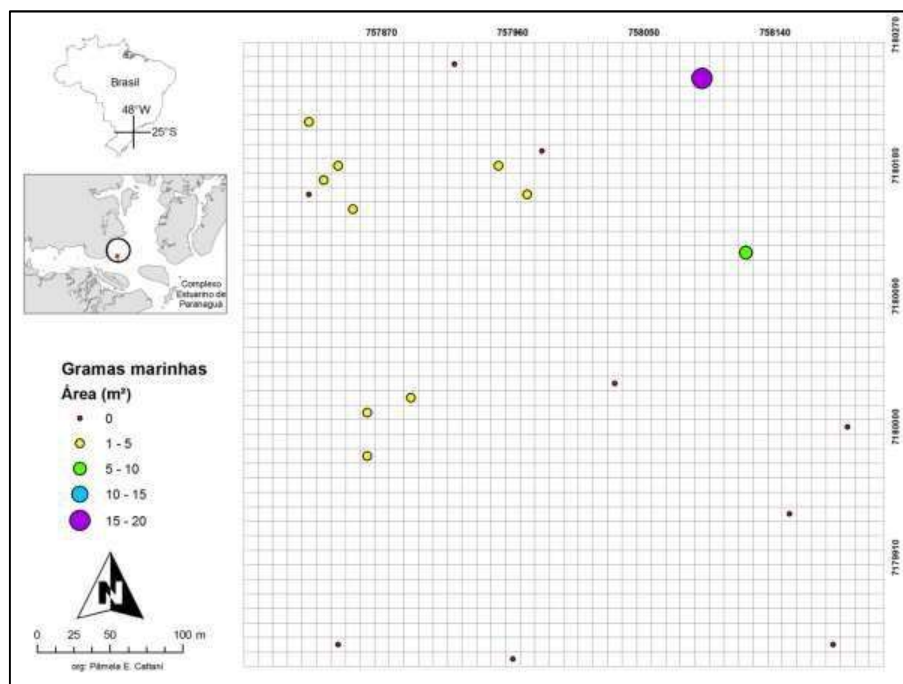 757870 757960 758050 758140
7180270
7180180
7180090
7180000
7179910
Brasil
48°W
25°S
Complexo
Estuarino de
Paranaguá
Gramas marinhas
Área (m²)
0
1 - 5
5 - 10
10 - 15
15 - 20
N
0 25 50 100 m
org: Pâmela E. Cattani